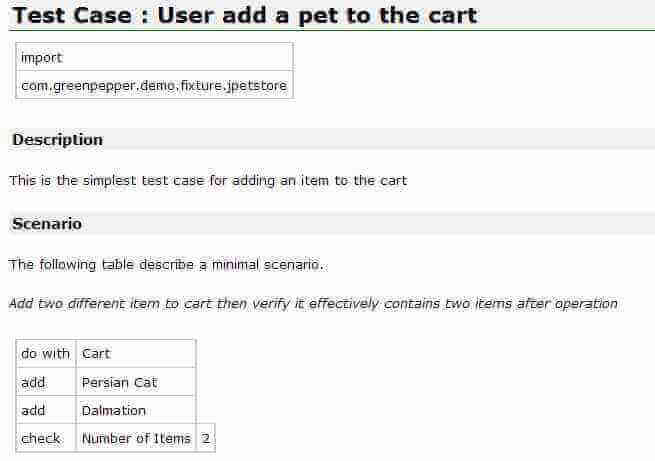 Test Case : User add a pet to the cart
import
com.greenpepper.demo.fixture.jpetstore
Description
This is the simplest test case for adding an item to the cart
Scenario
The following table describe a minimal scenario.
Add two different item to cart then verify it effectively contains two items after operation
do with Cart
add Persian Cat
add Dalmation
check Number of Items 2